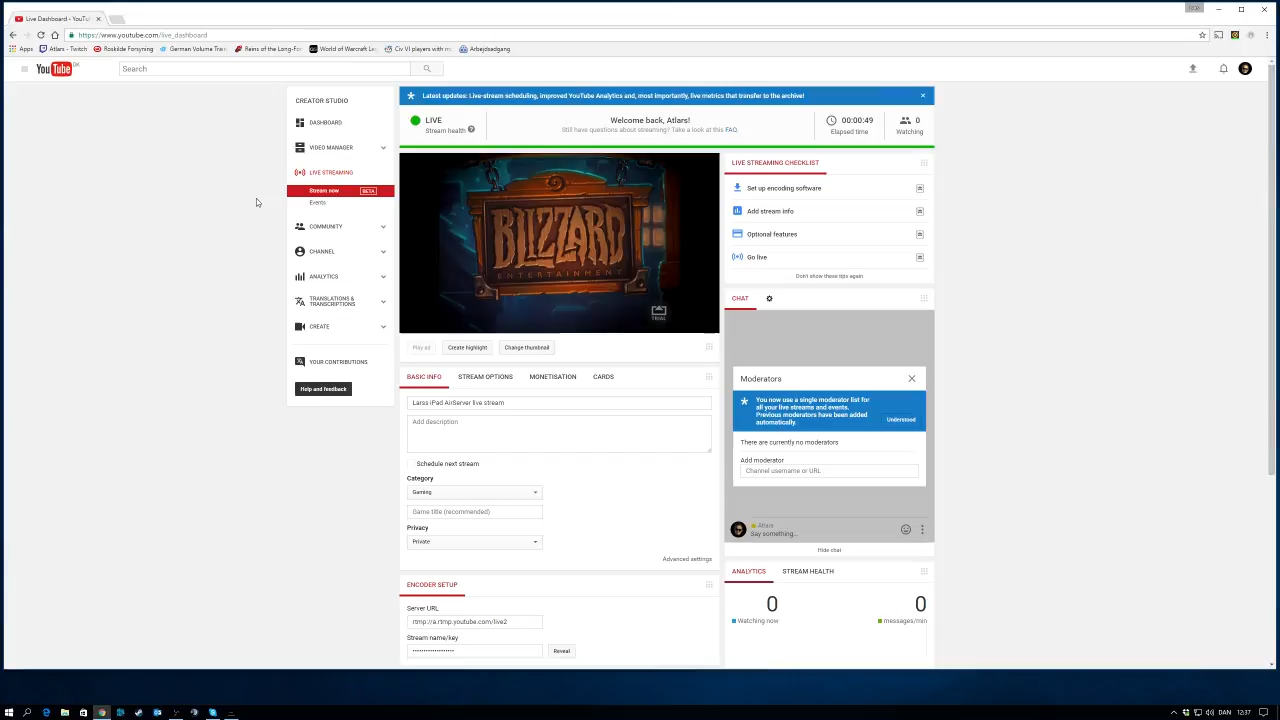 Live Dashboard - YouTu
https://www.youtube.com/live_dashboard
Apps
Atlars - Twitch
Roskilde Forsyning
German Volume Tra
Reins of the Long-For
World of Warcraft Le
Civ VI players with m
Arbejdsadgang
YouTube DK
Search
CREATOR STUDIO
DASHBOARD
VIDEO MANAGER
LIVE STREAMING
Stream now BETA
Events
COMMUNITY
CHANNEL
ANALYTICS
TRANSLATIONS &
TRANSCRIPTIONS
CREATE
YOUR CONTRIBUTIONS
Help and feedback
Latest updates: Live-stream scheduling, improved YouTube Analytics and, most importantly, live metrics that transfer to the archive!
LIVE
Stream health
Welcome back, Atlars!
Still have questions about streaming? Take a look at this FAQ.
00:00:49
Elapsed time
0
Watching
BLIZZARD
ENTERTAINMENT
TRIAL
Play ad
Create highlight
Change thumbnail
BASIC INFO
STREAM OPTIONS
MONETISATION
CARDS
Larss iPad AirServer live stream
Add description
Schedule next stream
Category
Gaming
Game title (recommended)
Privacy
Private
Advanced settings
ENCODER SETUP
Server URL
rtmp://a.rtmp.youtube.com/live2
Stream name/key
••••••••••••••••••••
Reveal
LIVE STREAMING CHECKLIST
Set up encoding software
Add stream info
Optional features
Go live
Don't show these tips again
CHAT
Moderators
You now use a single moderator list for
all your live streams and events.
Previous moderators have been added
automatically.
Understood
There are currently no moderators
Add moderator
Channel username or URL
Atlars
Say something...
Hide chat
ANALYTICS
STREAM HEALTH
0
Watching now
0
messages/min
DAN
12:37